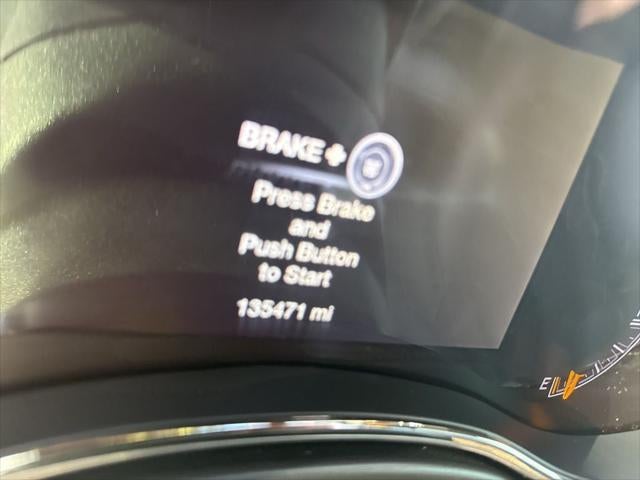 BRAKE +
Press Brake
and
Push Button
to Start
135471 mi
E